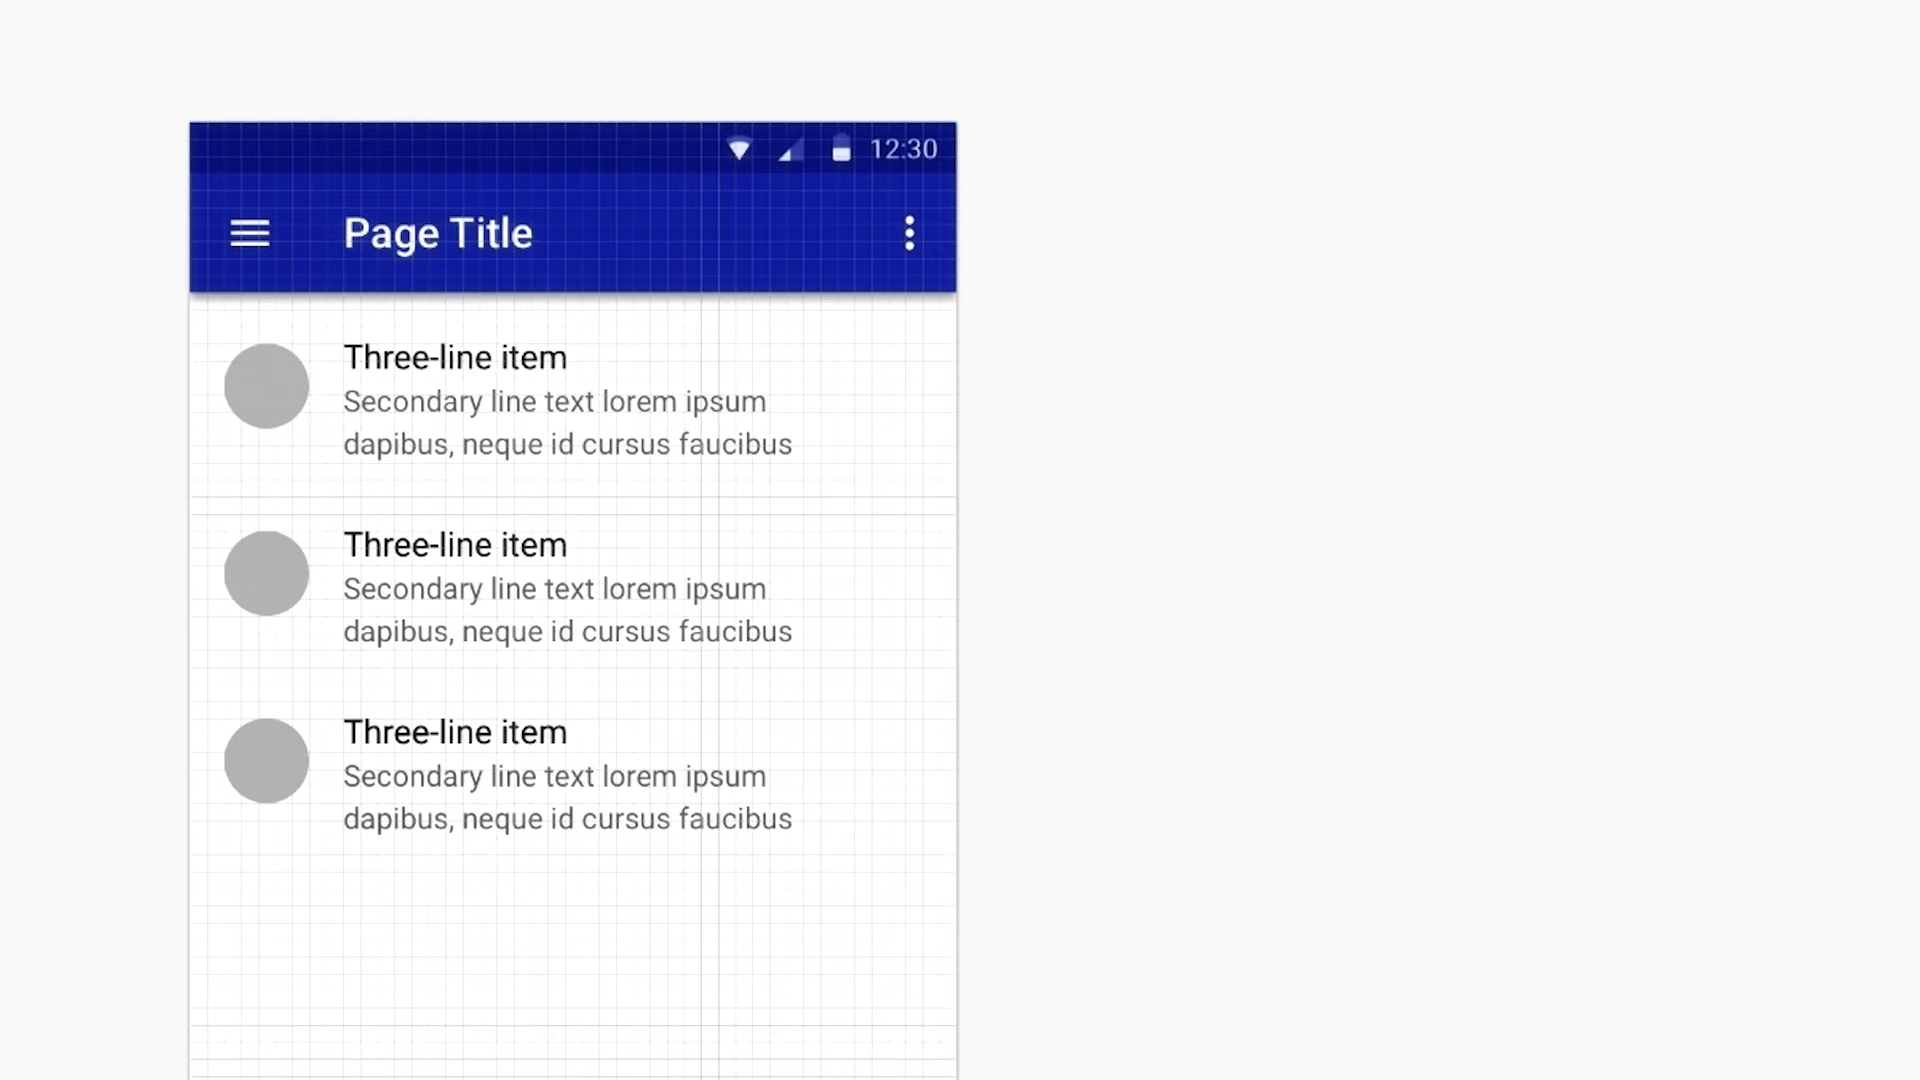 12:30
Page Title
Three-line item
Secondary line text lorem ipsum
dapibus, neque id cursus faucibus
Three-line item
Secondary line text lorem ipsum
dapibus, neque id cursus faucibus
Three-line item
Secondary line text lorem ipsum
dapibus, neque id cursus faucibus